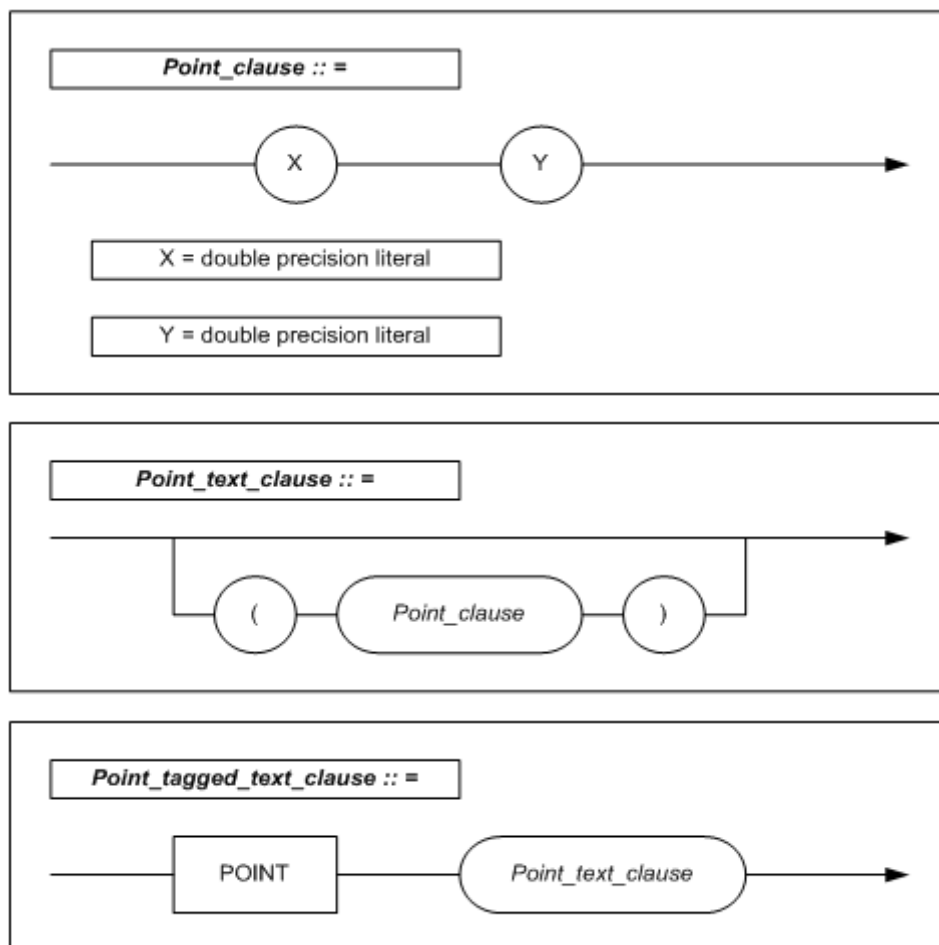 Point_clause :: =
X
Y
X = double precision literal
Y = double precision literal
Point_text_clause :: =
(
Point_clause
)
Point_tagged_text_clause :: =
POINT
Point_text_clause